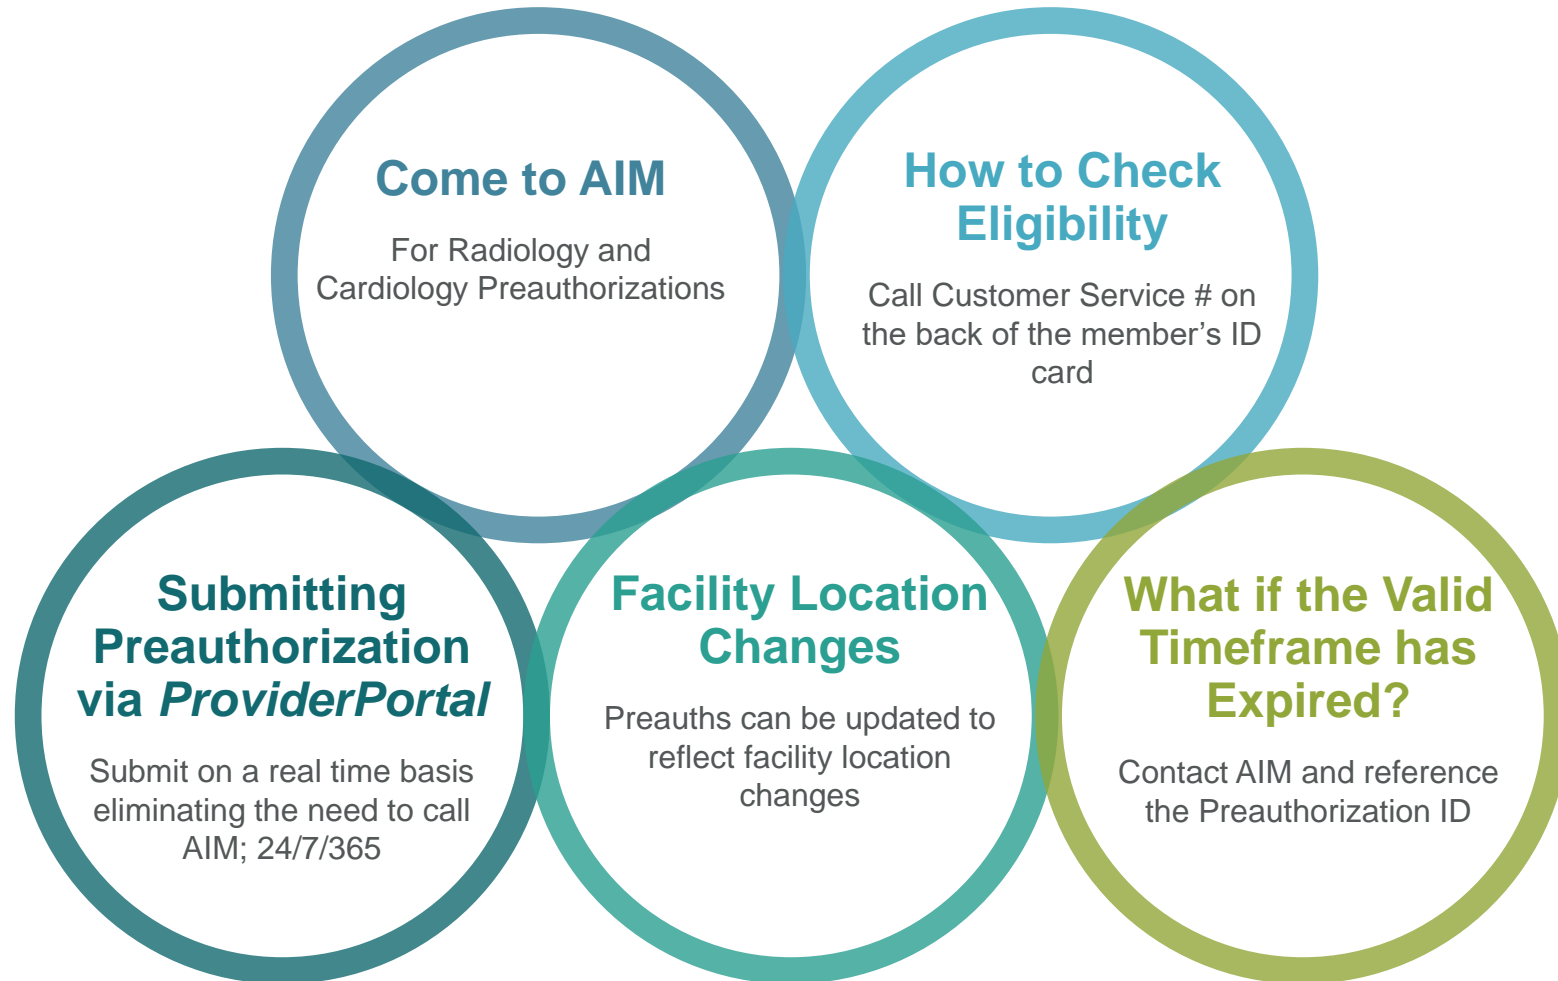 Come to AIM
For Radiology and
Cardiology Preauthorizations
How to Check
Eligibility
Call Customer Service # on
the back of the member’s ID
card
Submitting
Preauthorization
via ProviderPortal
Submit on a real time basis
eliminating the need to call
AIM; 24/7/365
Facility Location
Changes
Preauths can be updated to
reflect facility location
changes
What if the Valid
Timeframe has
Expired?
Contact AIM and reference
the Preauthorization ID